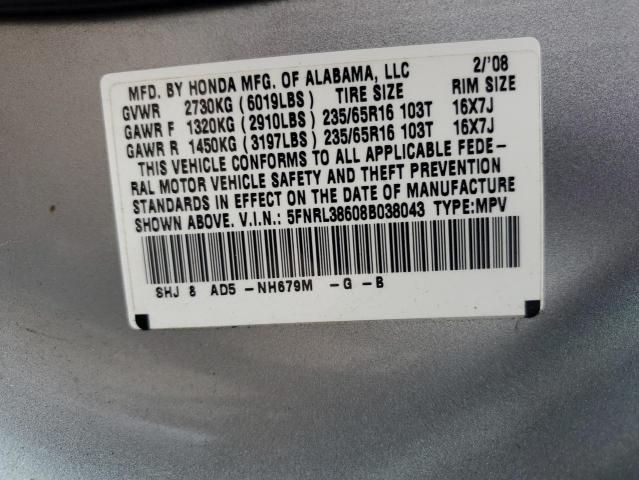 MFD. BY HONDA MFG. OF ALABAMA, LLC 2/'08
GVWR 2730KG (6019LBS) TIRE SIZE RIM SIZE
GAWR F 1320KG (2910LBS) 235/65R16 103T 16X7J
GAWR R 1450KG (3197LBS) 235/65R16 103T 16X7J
THIS VEHICLE CONFORMS TO ALL APPLICABLE FEDE-
RAL MOTOR VEHICLE SAFETY AND THEFT PREVENTION
STANDARDS IN EFFECT ON THE DATE OF MANUFACTURE
SHOWN ABOVE. V.I.N.: 5FNRL38608B038043 TYPE:MPV
SHJ 8 AD5 -NH679M -G -B